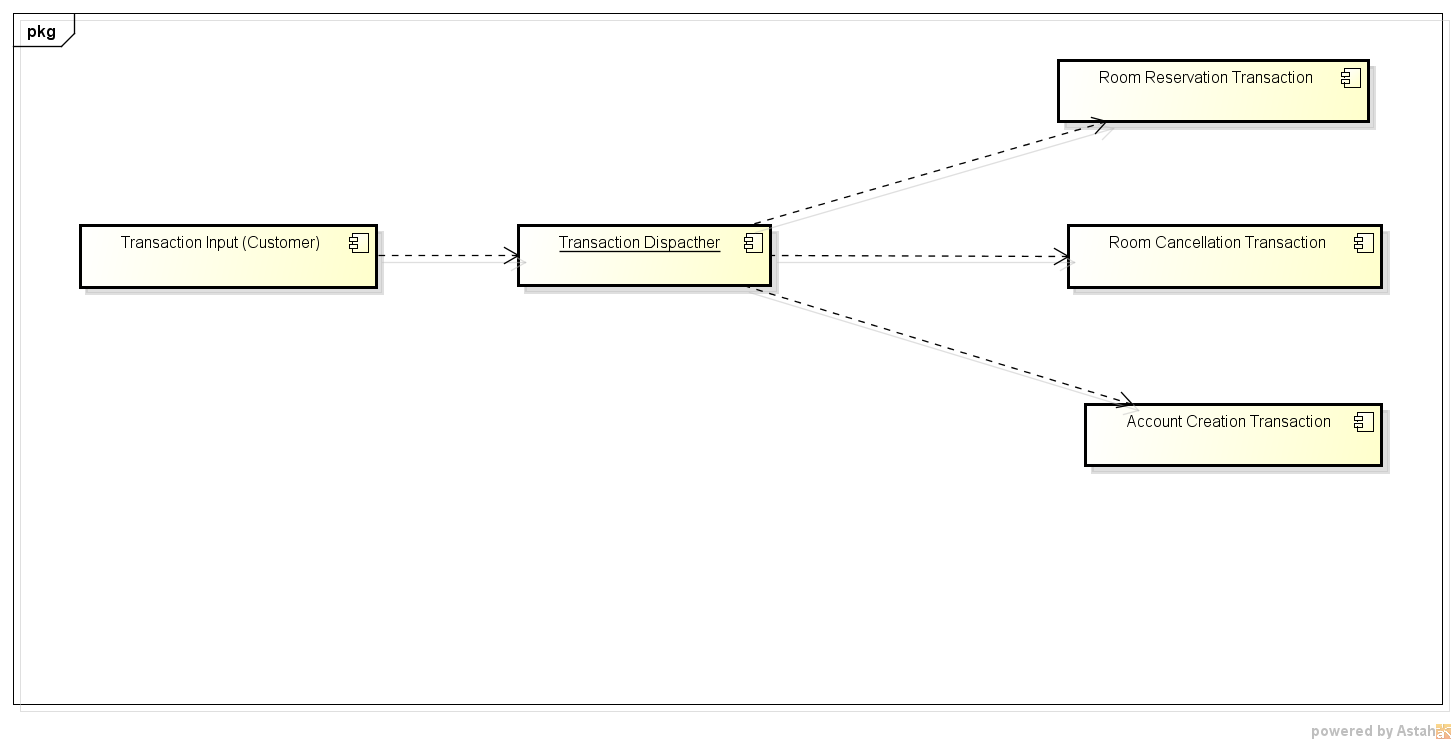 pkg
Room Reservation Transaction
Transaction Input (Customer)
Transaction Dispacther
Room Cancellation Transaction
Account Creation Transaction
powered by Astah